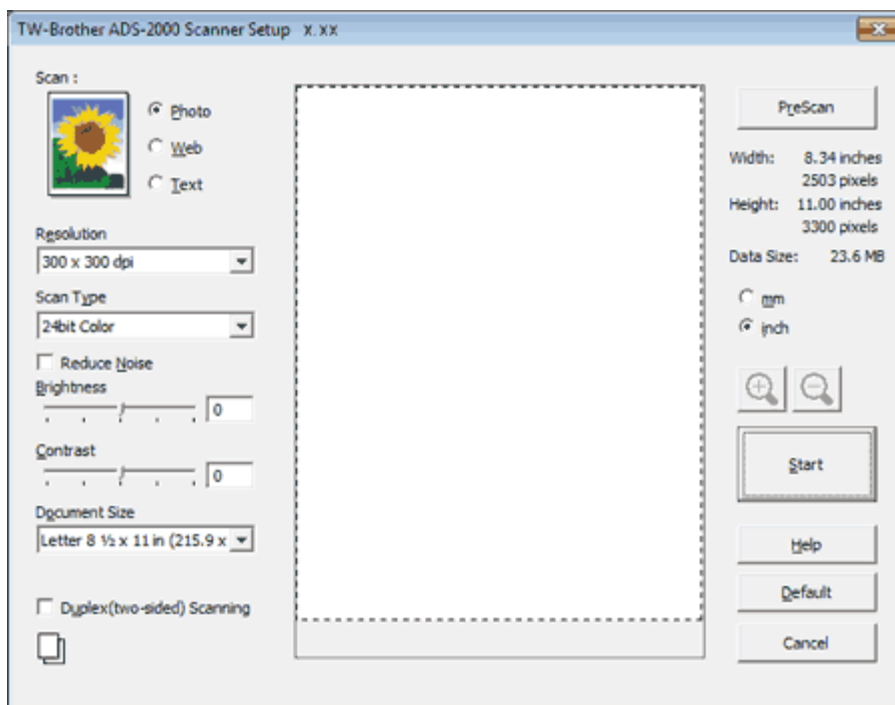 TW-Brother ADS-2000 Scanner Setup X.XX
Scan :
Photo
Web
Text
Resolution
300 x 300 dpi
Scan Type
24bit Color
Reduce Noise
Brightness
0
Contrast
0
Document Size
Letter 8 ½ x 11 in (215.9 x
Duplex(two-sided) Scanning
PreScan
Width: 8.34 inches
2503 pixels
Height: 11.00 inches
3300 pixels
Data Size: 23.6 MB
mm
inch
Start
Help
Default
Cancel